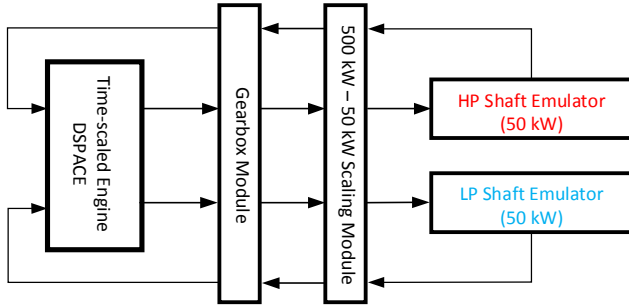 Time-scaled Engine
DSPACE
Gearbox Module
500 kW – 50 kW Scaling Module
HP Shaft Emulator
(50 kW)
LP Shaft Emulator
(50 kW)